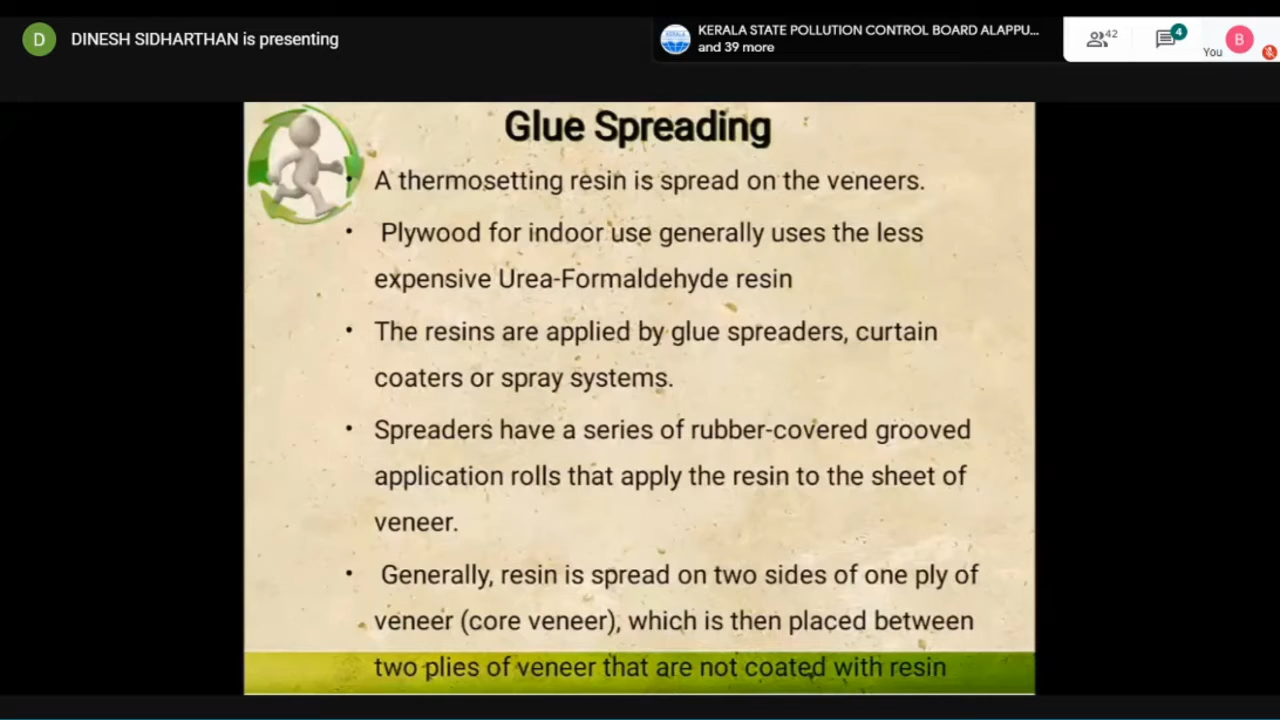 D
DINESH SIDHARTHAN is presenting
KERALA STATE POLLUTION CONTROL BOARD ALAPPU...
and 39 more
42
4
You
B
Glue Spreading
• A thermosetting resin is spread on the veneers.
• Plywood for indoor use generally uses the less
expensive Urea-Formaldehyde resin
• The resins are applied by glue spreaders, curtain
coaters or spray systems.
• Spreaders have a series of rubber-covered grooved
application rolls that apply the resin to the sheet of
veneer.
• Generally, resin is spread on two sides of one ply of
veneer (core veneer), which is then placed between
two plies of veneer that are not coated with resin